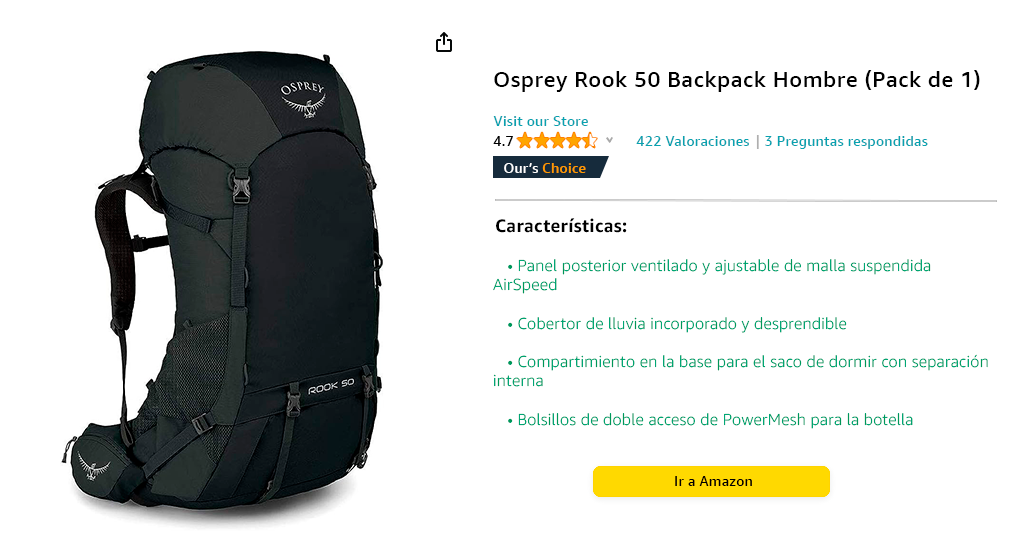 OSPREY
ROOK 50
Osprey Rook 50 Backpack Hombre (Pack de 1)
Visit our Store
4.7
422 Valoraciones | 3 Preguntas respondidas
Our's Choice
Características:
• Panel posterior ventilado y ajustable de malla suspendida
AirSpeed
• Cobertor de lluvia incorporado y desprendible
• Compartimiento en la base para el saco de dormir con separación
interna
• Bolsillos de doble acceso de PowerMesh para la botella
Ir a Amazon